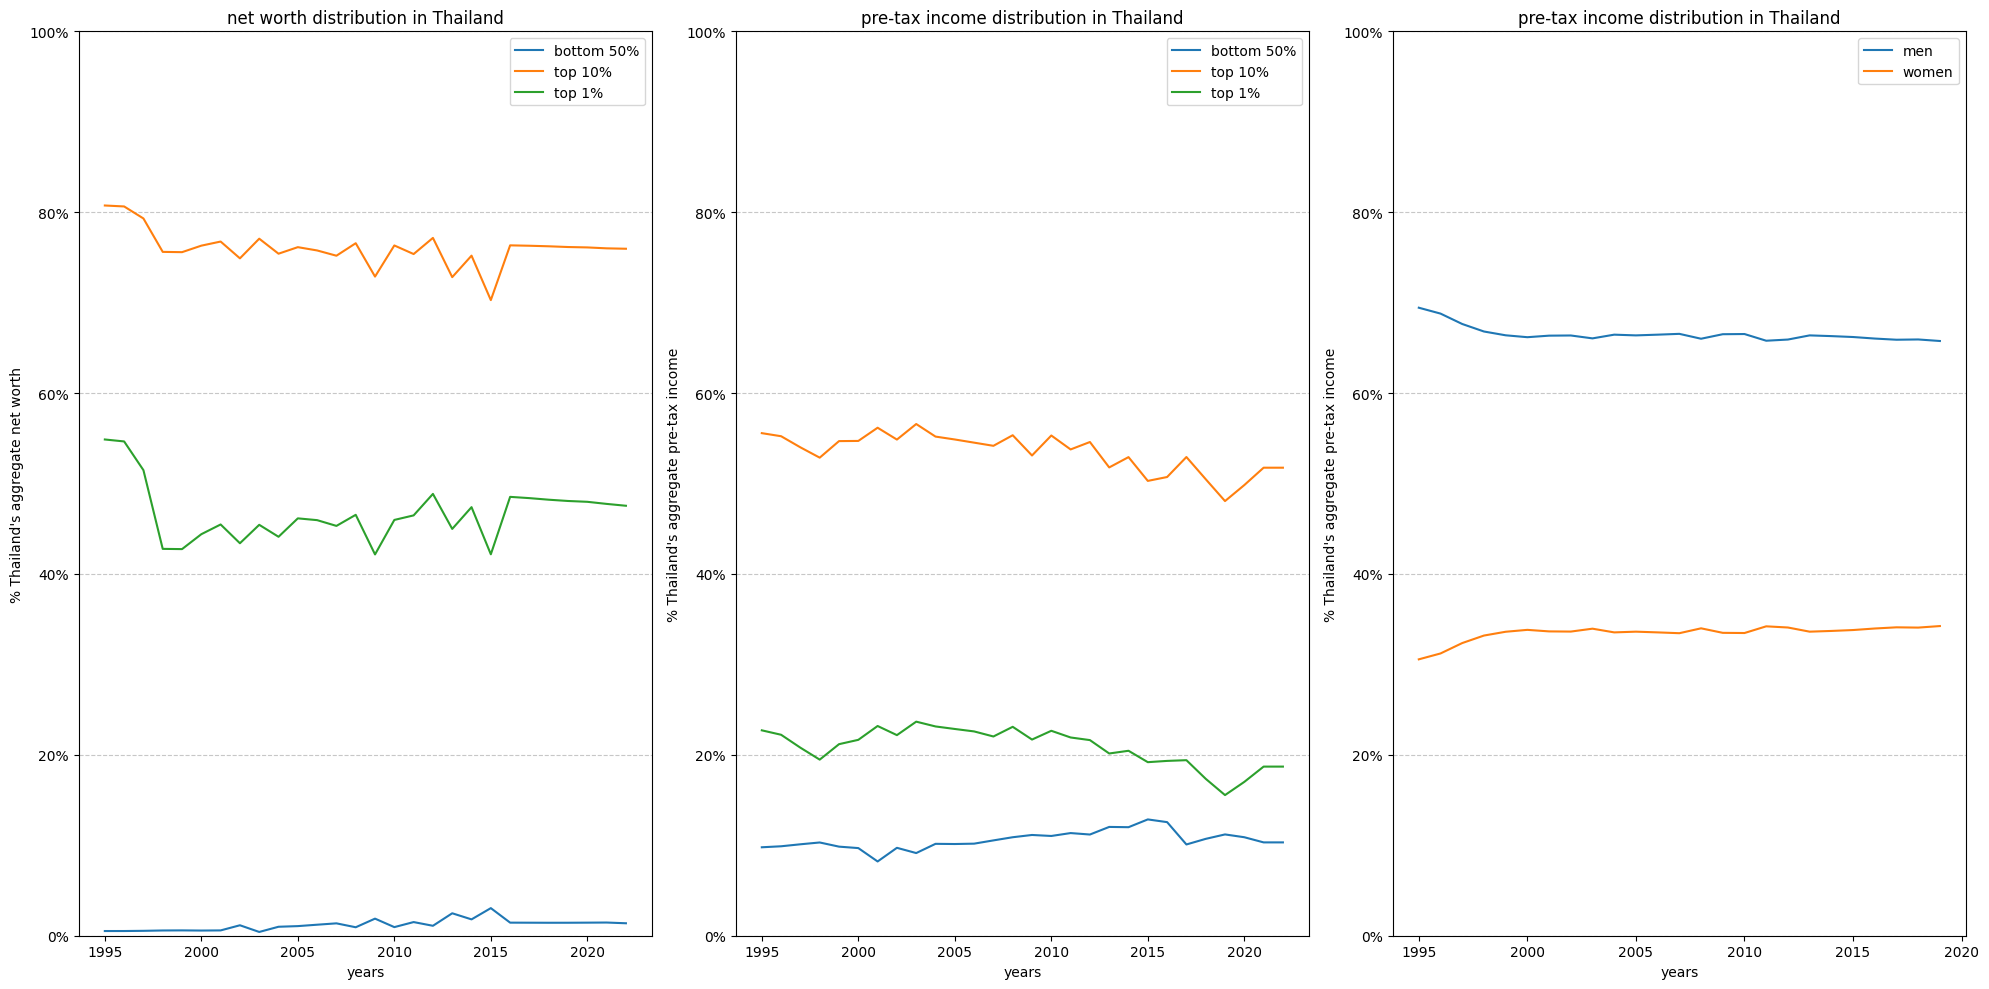 net worth distribution in Thailand
100%
80%
60%
40%
20%
0%
% Thailand's aggregate net worth
bottom 50%
top 10%
top 1%
1995
2000
2005
2010
2015
2020
years
pre-tax income distribution in Thailand
100%
80%
60%
40%
20%
0%
% Thailand's aggregate pre-tax income
bottom 50%
top 10%
top 1%
1995
2000
2005
2010
2015
2020
years
pre-tax income distribution in Thailand
100%
80%
60%
40%
20%
0%
% Thailand's aggregate pre-tax income
men
women
1995
2000
2005
2010
2015
2020
years